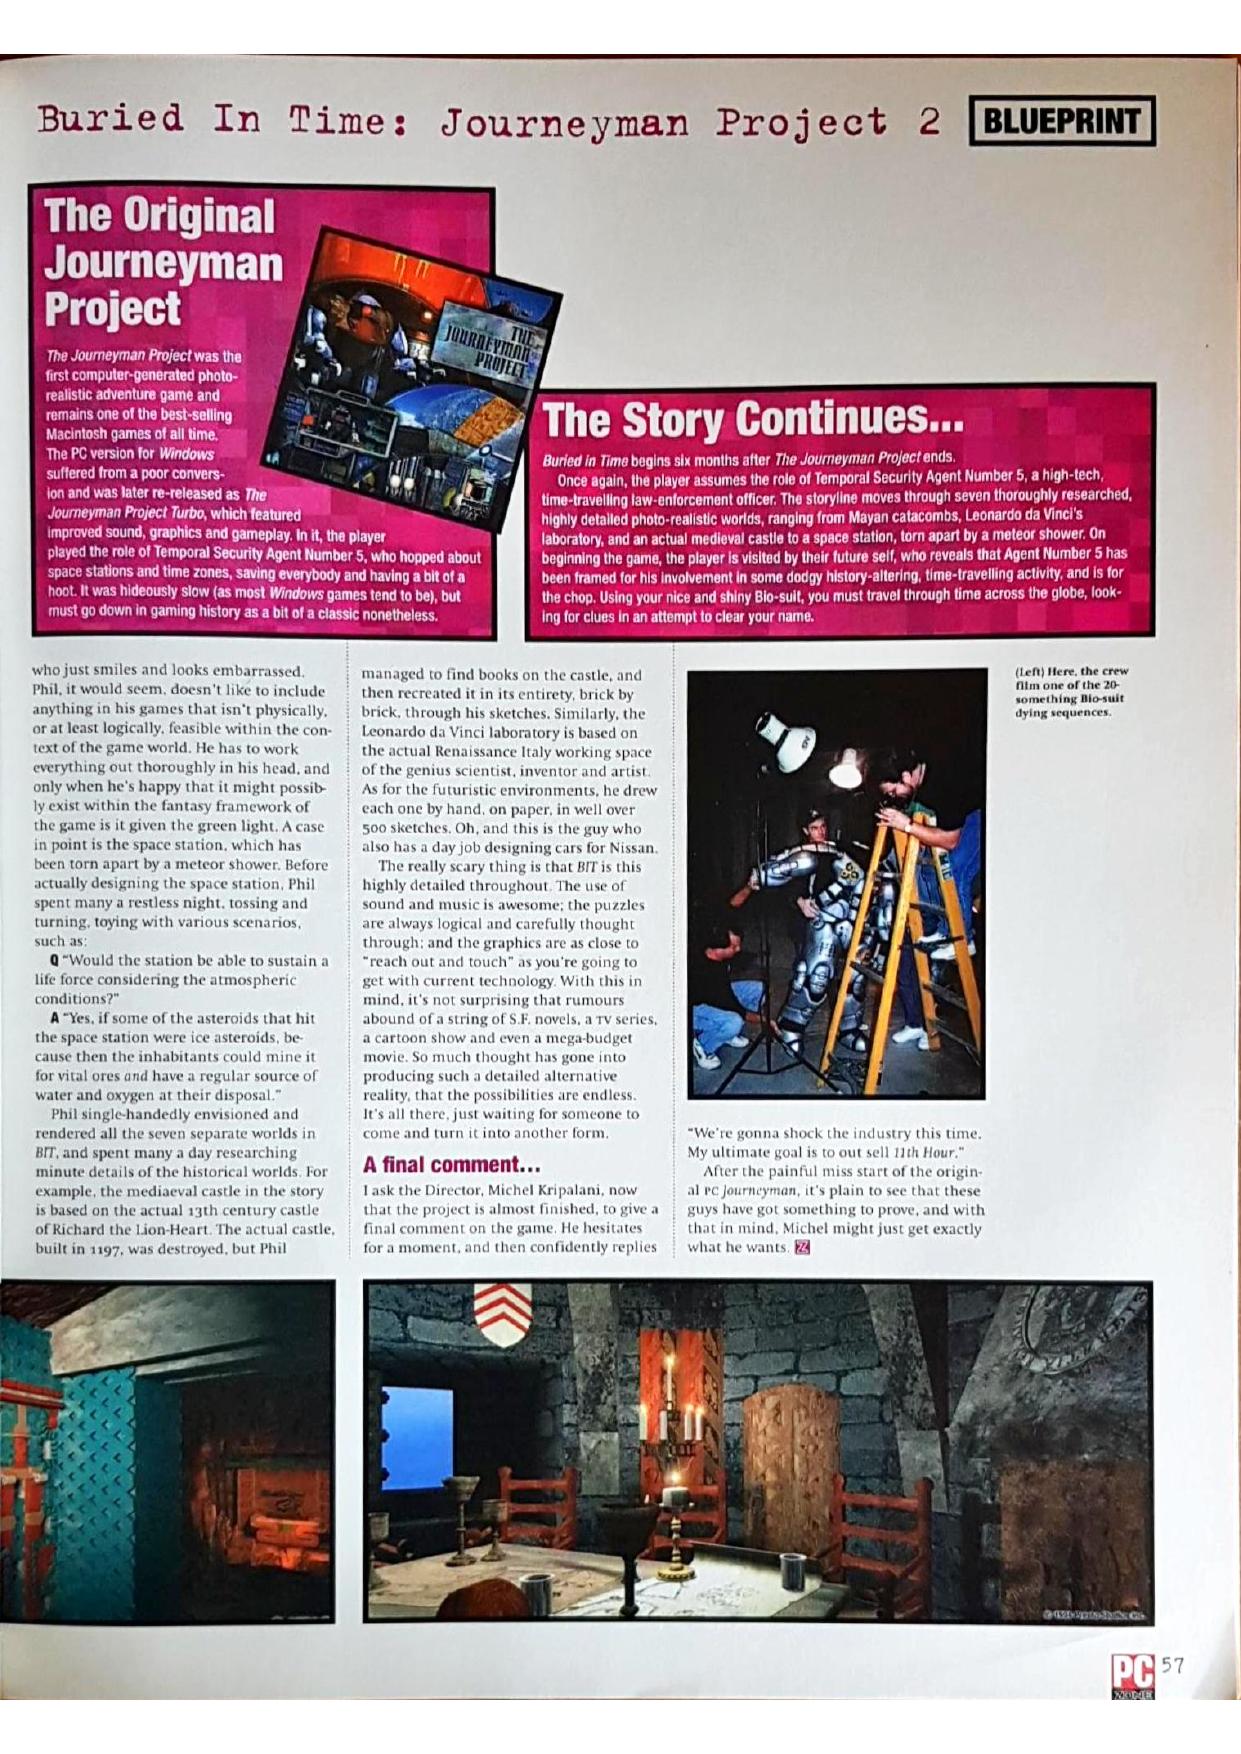 Buried In Time: Journeyman Project 2
BLUEPRINT
The Original
Journeyman
Project
The Journeyman Project was the
first computer-generated photo-
realistic adventure game and
remains one of the best-selling
Macintosh games of all time.
The PC version for Windows
suffered from a poor convers-
ion and was later re-released as The
Journeyman Project Turbo, which featured
improved sound, graphics and gameplay. In it, the player
played the role of Temporal Security Agent Number 5, who hopped about
space stations and time zones, saving everybody and having a bit of a
hoot. It was hideously slow (as most Windows games tend to be), but
must go down in gaming history as a bit of a classic nonetheless.
THE
JOURNEYMAN
PROJECT
The Story Continues...
Buried in Time begins six months after The Journeyman Project ends.
Once again, the player assumes the role of Temporal Security Agent Number 5, a high-tech,
time-travelling law-enforcement officer. The storyline moves through seven thoroughly researched,
highly detailed photo-realistic worlds, ranging from Mayan catacombs, Leonardo da Vinci's
laboratory, and an actual medieval castle to a space station, torn apart by a meteor shower. On
beginning the game, the player is visited by their future self, who reveals that Agent Number 5 has
been framed for his involvement in some dodgy history-altering, time-travelling activity, and is for
the chop. Using your nice and shiny Bio-suit, you must travel through time across the globe, look-
ing for clues in an attempt to clear your name.
who just smiles and looks embarrassed.
Phil, it would seem, doesn't like to include
anything in his games that isn't physically,
or at least logically, feasible within the con-
text of the game world. He has to work
everything out thoroughly in his head, and
only when he's happy that it might possib-
ly exist within the fantasy framework of
the game is it given the green light. A case
in point is the space station, which has
been torn apart by a meteor shower. Before
actually designing the space station, Phil
spent many a restless night, tossing and
turning, toying with various scenarios,
such as:
Q "Would the station be able to sustain a
life force considering the atmospheric
conditions?"
A "Yes, if some of the asteroids that hit
the space station were ice asteroids, be-
cause then the inhabitants could mine it
for vital ores and have a regular source of
water and oxygen at their disposal."
Phil single-handedly envisioned and
rendered all the seven separate worlds in
BIT, and spent many a day researching
minute details of the historical worlds. For
example, the mediaeval castle in the story
is based on the actual 13th century castle
of Richard the Lion-Heart. The actual castle,
built in 1197, was destroyed, but Phil
managed to find books on the castle, and
then recreated it in its entirety, brick by
brick, through his sketches. Similarly, the
Leonardo da Vinci laboratory is based on
the actual Renaissance Italy working space
of the genius scientist, inventor and artist.
As for the futuristic environments, he drew
each one by hand, on paper, in well over
500 sketches. Oh, and this is the guy who
also has a day job designing cars for Nissan.
The really scary thing is that BIT is this
highly detailed throughout. The use of
sound and music is awesome; the puzzles
are always logical and carefully thought
through; and the graphics are as close to
"reach out and touch" as you're going to
get with current technology. With this in
mind, it's not surprising that rumours
abound of a string of S.F. novels, a TV series,
a cartoon show and even a mega-budget
movie. So much thought has gone into
producing such a detailed alternative
reality, that the possibilities are endless.
It's all there, just waiting for someone to
come and turn it into another form.
A final comment...
I ask the Director, Michel Kripalani, now
that the project is almost finished, to give a
final comment on the game. He hesitates
for a moment, and then confidently replies
(Left) Here, the crew
film one of the 20-
something Bio-suit
dying sequences.
"We're gonna shock the industry this time.
My ultimate goal is to out sell 11th Hour."
After the painful miss start of the origin-
al PC Journeyman, it's plain to see that these
guys have got something to prove, and with
that in mind, Michel might just get exactly
what he wants.
© 1994 Presto Studios Inc.
PC
ZONE
57